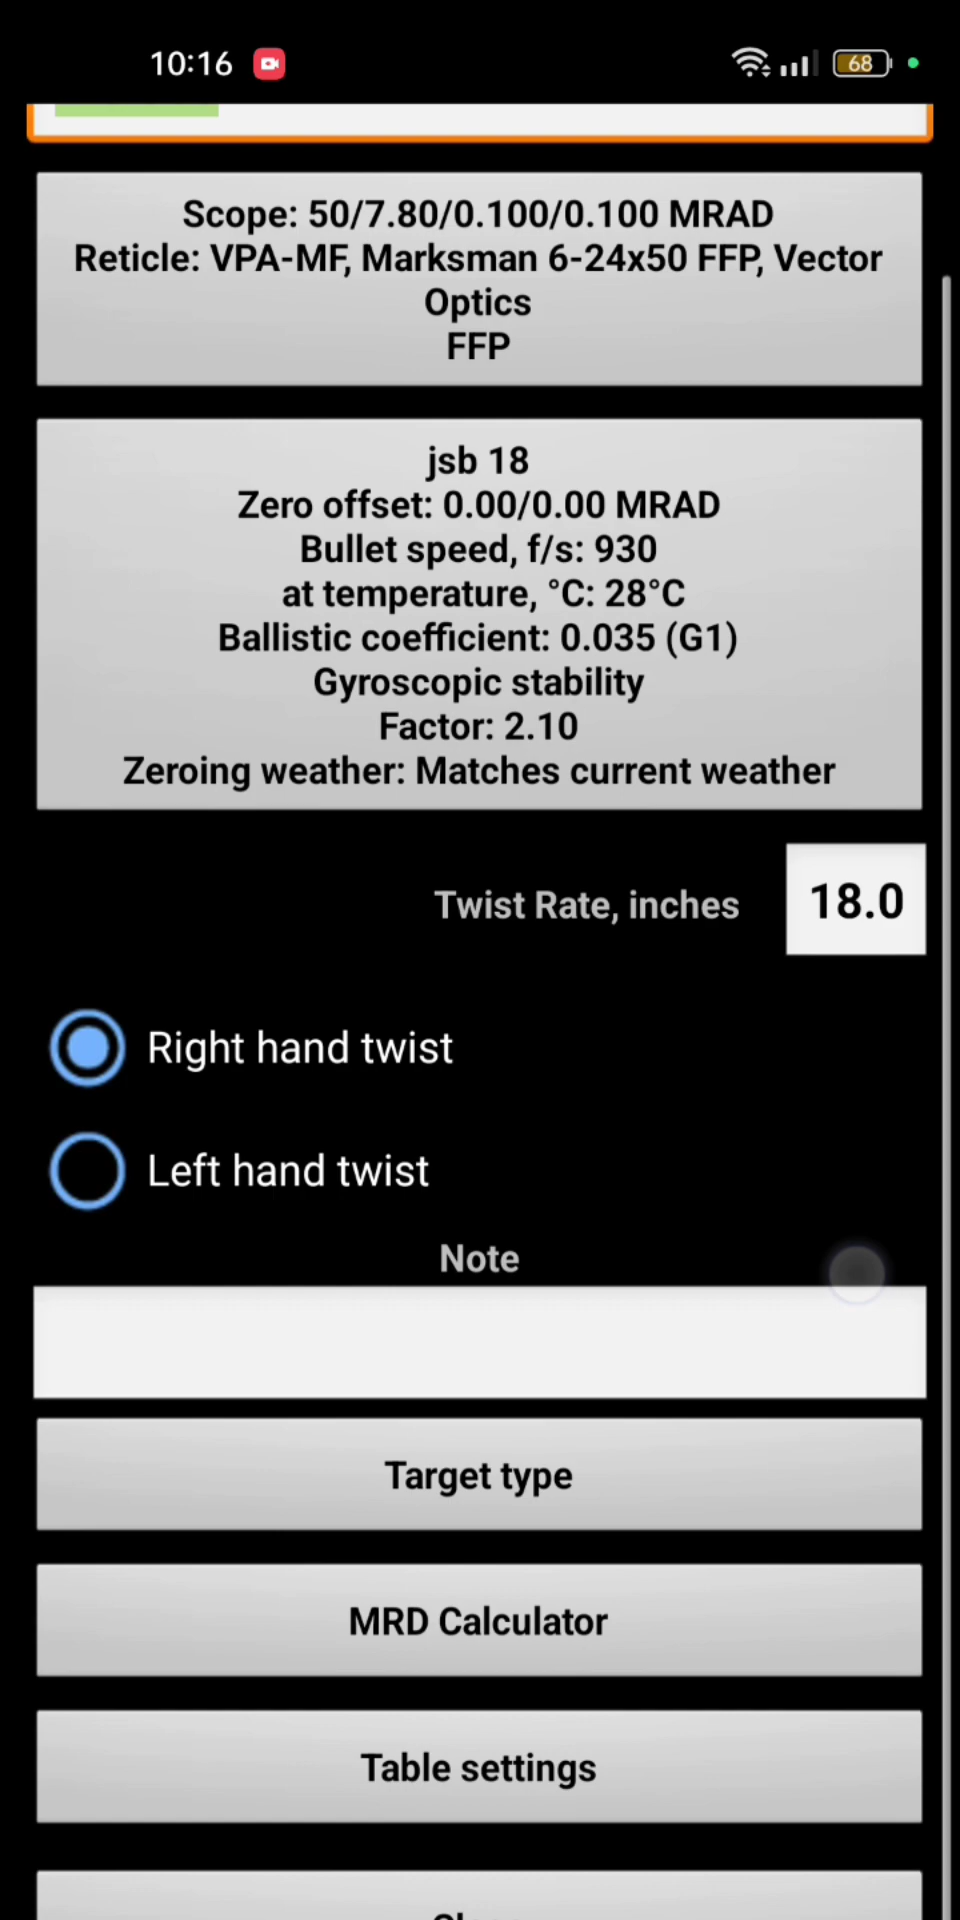 10:16
68
Scope: 50/7.80/0.100/0.100 MRAD
Reticle: VPA-MF, Marksman 6-24x50 FFP, Vector
Optics
FFP
jsb 18
Zero offset: 0.00/0.00 MRAD
Bullet speed, f/s: 930
at temperature, °C: 28°C
Ballistic coefficient: 0.035 (G1)
Gyroscopic stability
Factor: 2.10
Zeroing weather: Matches current weather
Twist Rate, inches
18.0
Right hand twist
Left hand twist
Note
Target type
MRD Calculator
Table settings